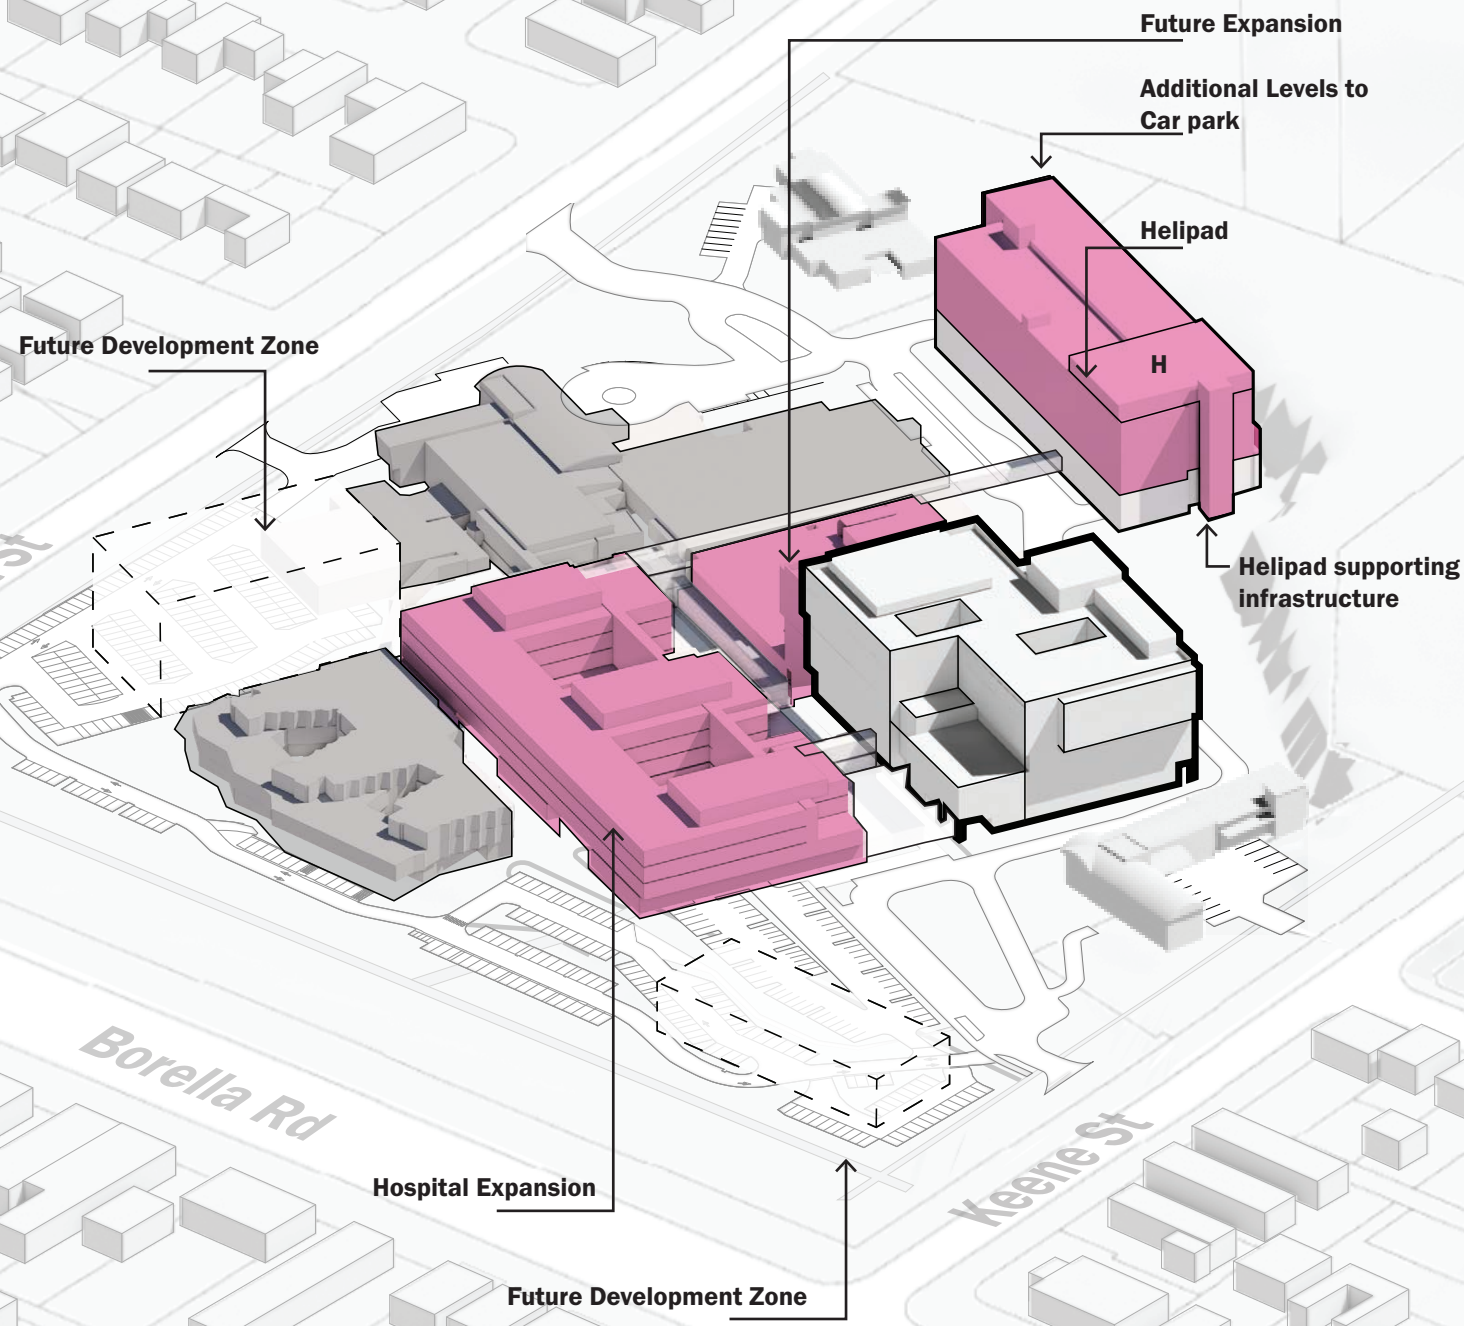 Future Expansion
Additional Levels to
Car park
Helipad
Future Development Zone
H
st
Helipad supporting
infrastructure
Borella Rd
Keene St
Hospital Expansion
Future Development Zone